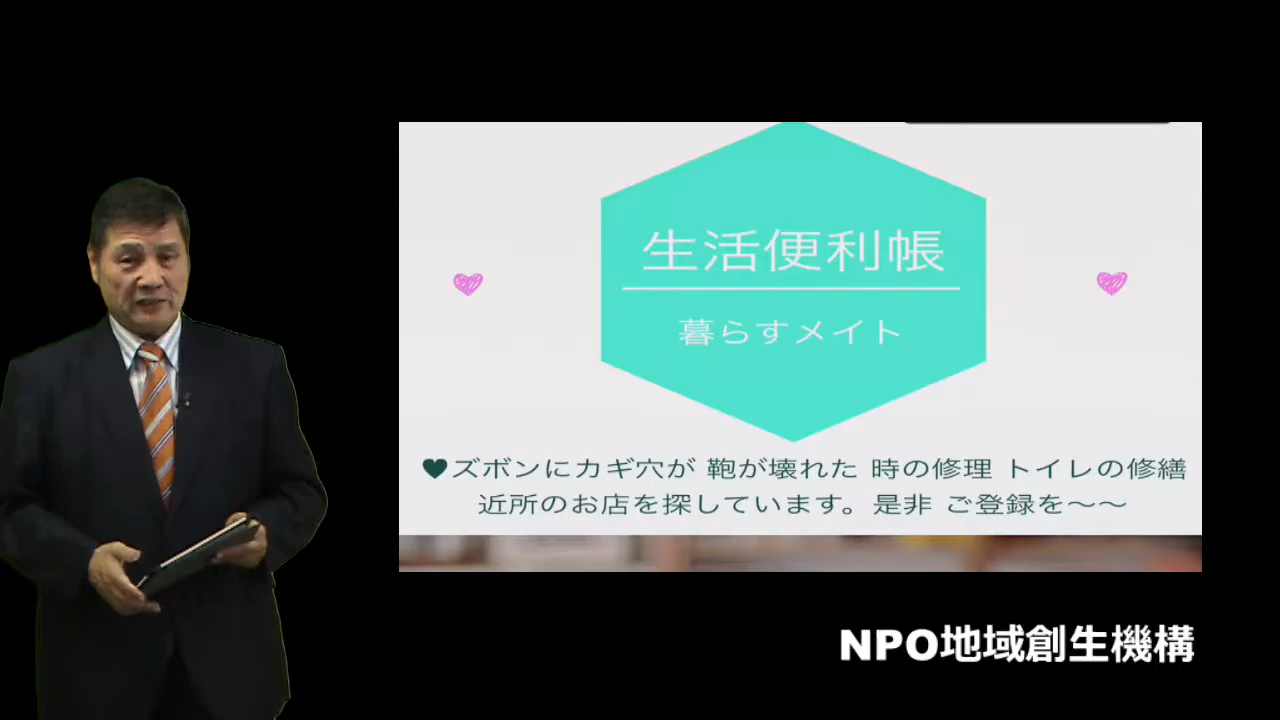 生活便利帳
暮らすメイト
♥ズボンにカギ穴が 鞄が壊れた 時の修理 トイレの修繕
近所のお店を探しています。是非 ご登録を～～
NPO地域創生機構